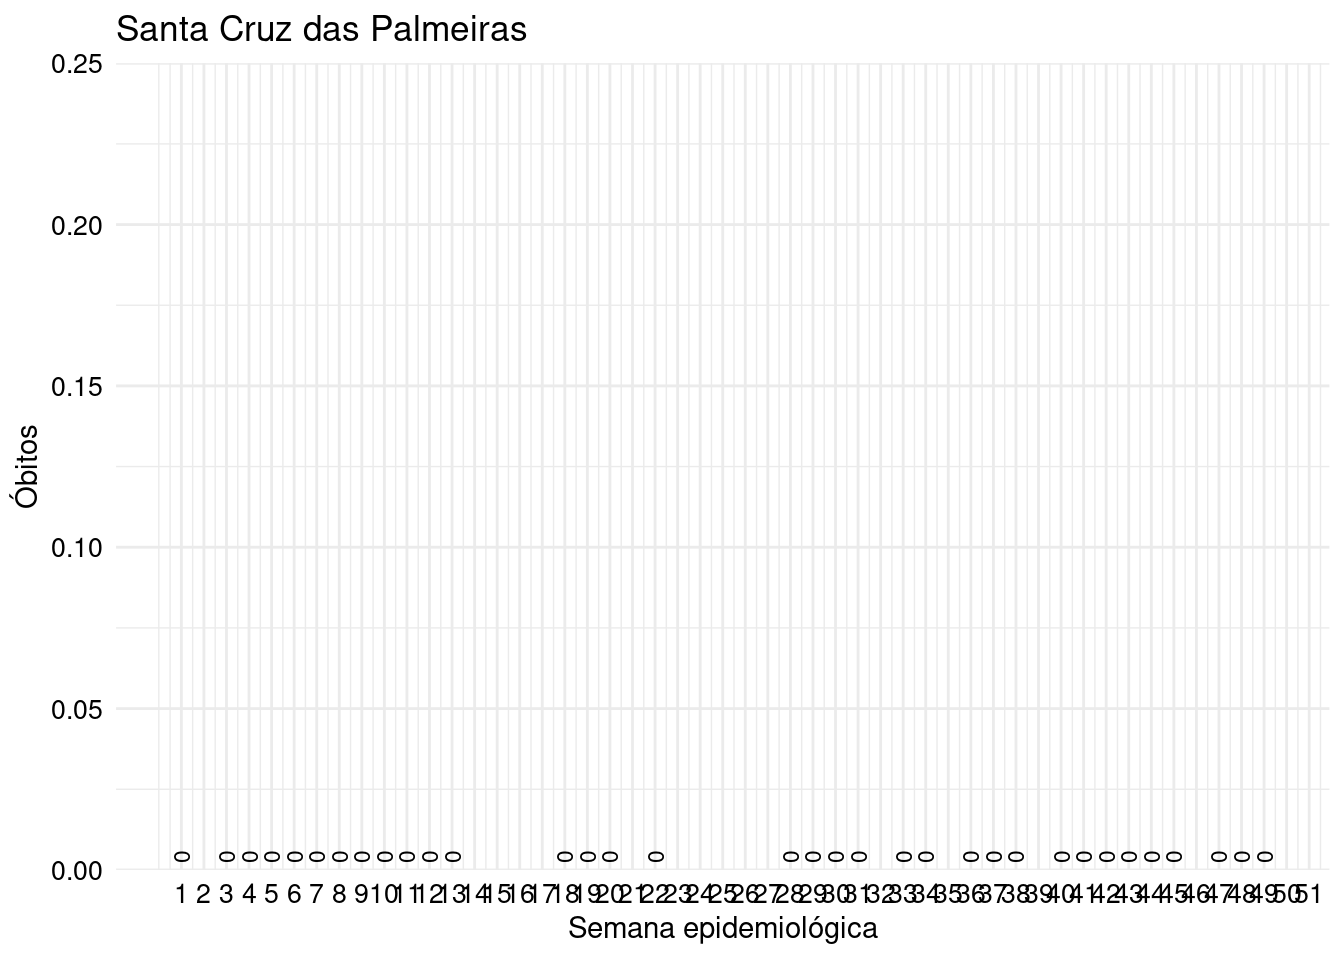 Santa Cruz das Palmeiras
0.25
0.20
0.15
0.10
0.05
0.00
Óbitos
0 0 0 0 0 0 0 0 0 0 0 0 0 0 0 0 0 0 0 0 0 0 0 0 0 0 0 0 0 0 0 0 0 0
1 2 3 4 5 6 7 8 9 10 11 12 13 14 15 16 17 18 19 20 21 22 23 24 25 26 27 28 29 30 31 32 33 34 35 36 37 38 39 40 41 42 43 44 45 46 47 48 49 50 51
Semana epidemiológica